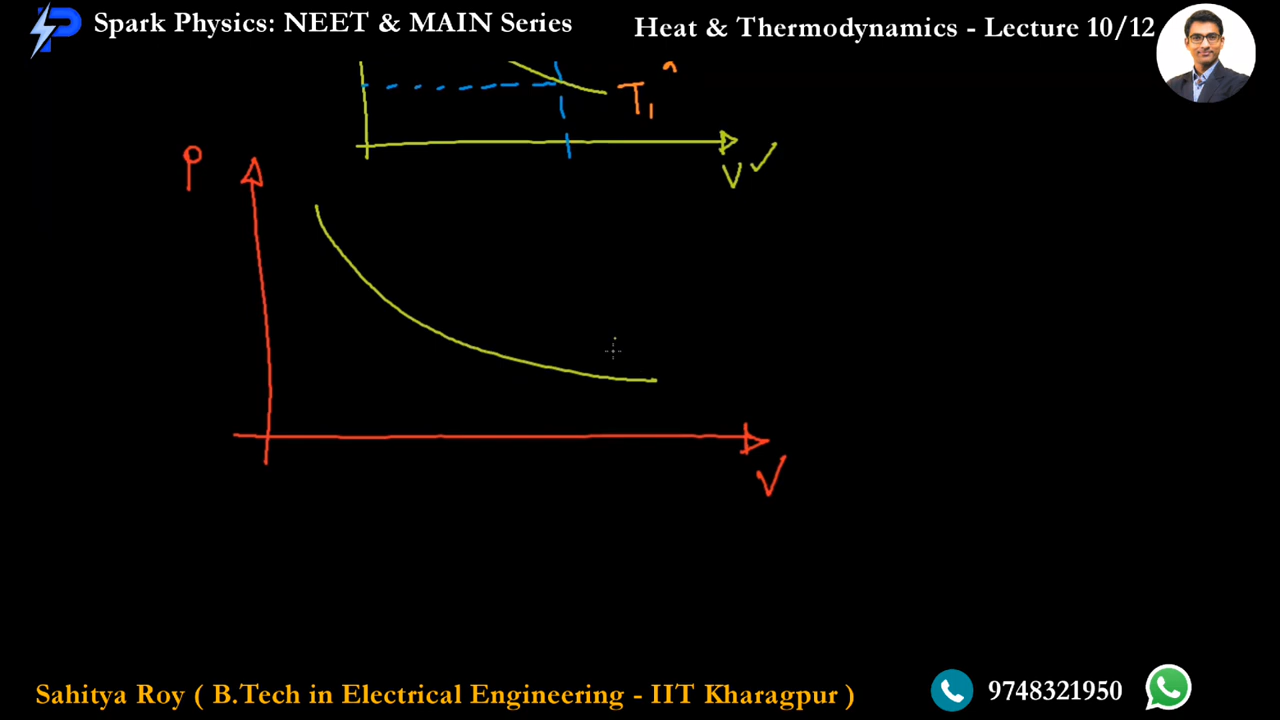 Spark Physics: NEET & MAIN Series
Heat & Thermodynamics - Lecture 10/12
T₁
V ✓
P
V
Sahitya Roy ( B.Tech in Electrical Engineering - IIT Kharagpur )
9748321950